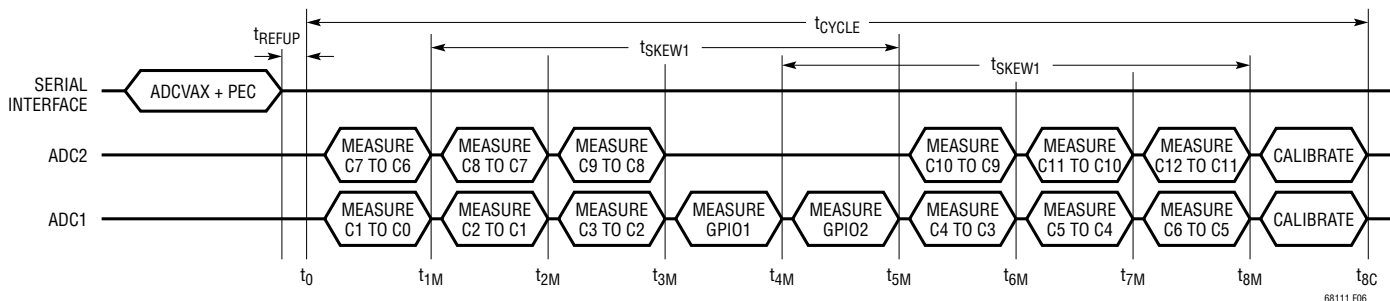 tCYCLE
tREFUP
tSKEW1
tSKEW1
SERIAL
INTERFACE
ADCVAX + PEC
ADC2
MEASURE
C7 TO C6
MEASURE
C8 TO C7
MEASURE
C9 TO C8
MEASURE
C10 TO C9
MEASURE
C11 TO C10
MEASURE
C12 TO C11
CALIBRATE
ADC1
MEASURE
C1 TO C0
MEASURE
C2 TO C1
MEASURE
C3 TO C2
MEASURE
GPIO1
MEASURE
GPIO2
MEASURE
C4 TO C3
MEASURE
C5 TO C4
MEASURE
C6 TO C5
CALIBRATE
t0 t1M t2M t3M t4M t5M t6M t7M t8M t8C
68111 F06